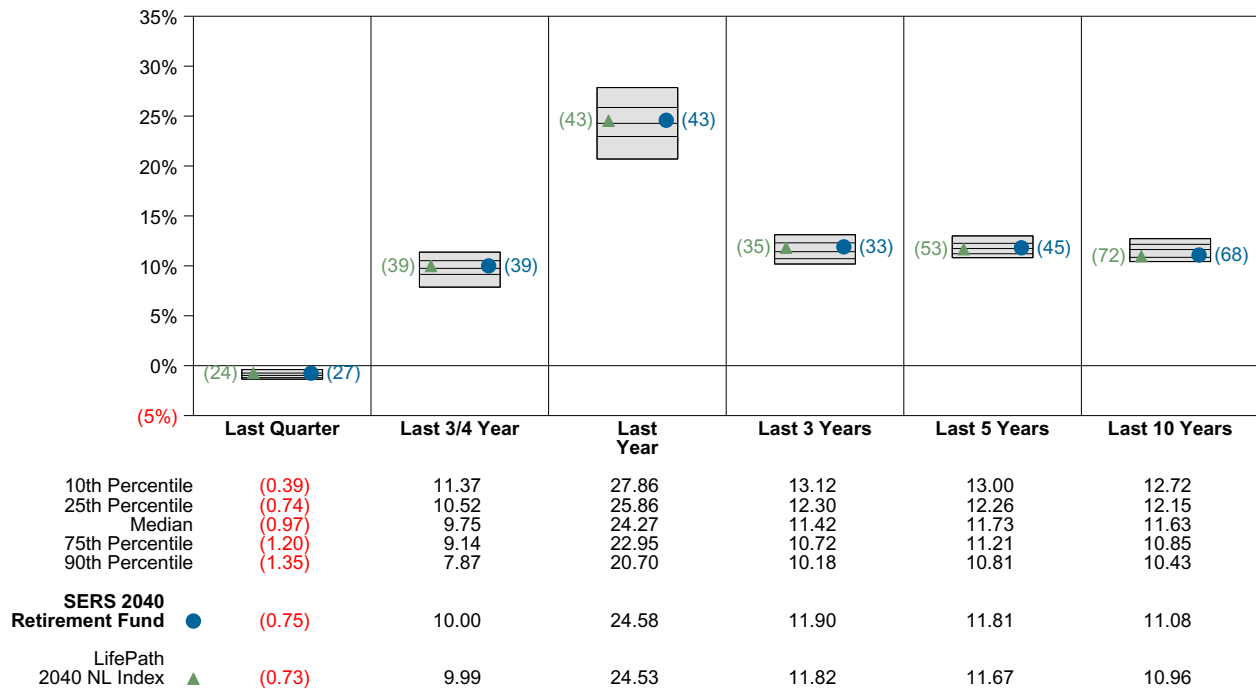 35%
30%
25%
20%
15%
10%
5%
0%
(5%)
(24) (27)
(39) (39)
(43) (43)
(35) (33)
(53) (45)
(72) (68)
Last Quarter Last 3/4 Year Last Year Last 3 Years Last 5 Years Last 10 Years
10th Percentile (0.39) 11.37 27.86 13.12 13.00 12.72
25th Percentile (0.74) 10.52 25.86 12.30 12.26 12.15
Median (0.97) 9.75 24.27 11.42 11.73 11.63
75th Percentile (1.20) 9.14 22.95 10.72 11.21 10.85
90th Percentile (1.35) 7.87 20.70 10.18 10.81 10.43
SERS 2040
Retirement Fund (0.75) 10.00 24.58 11.90 11.81 11.08
LifePath
2040 NL Index (0.73) 9.99 24.53 11.82 11.67 10.96